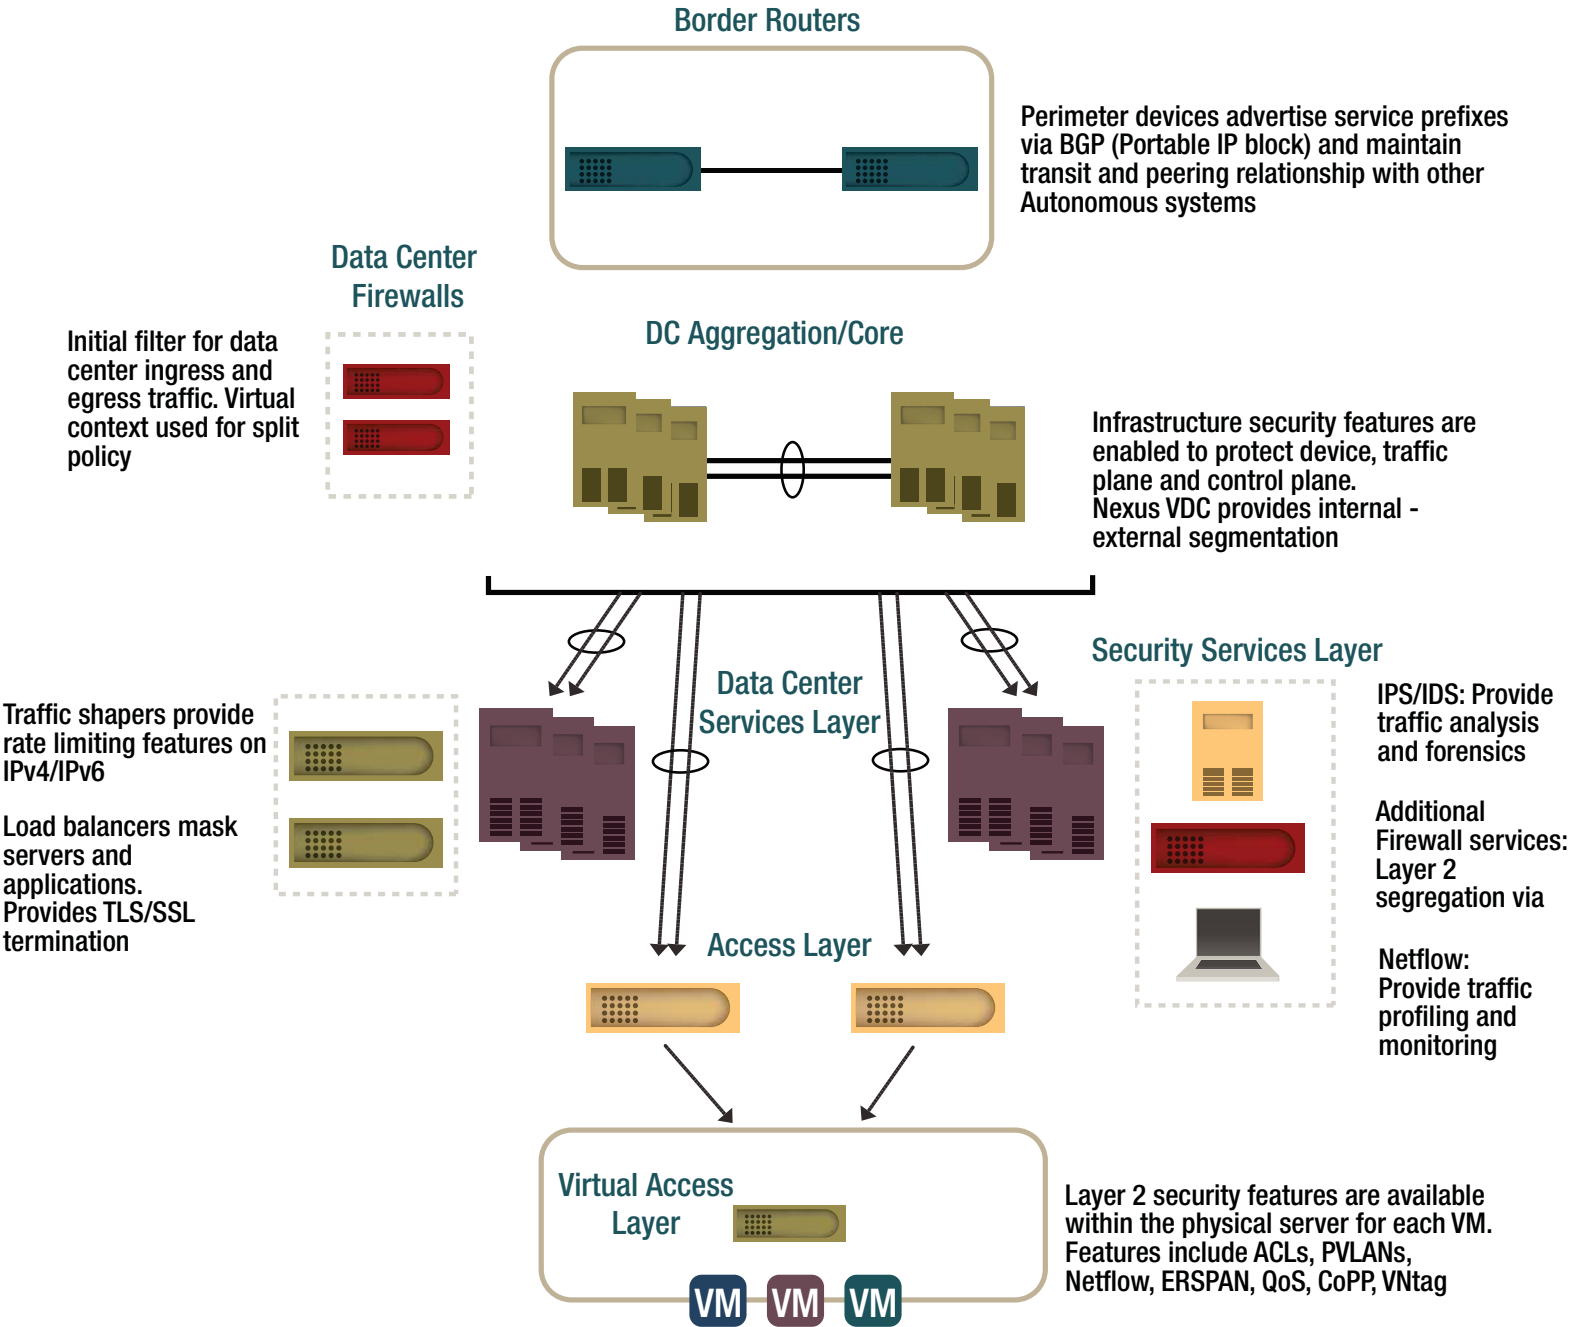 Border Routers
Perimeter devices advertise service prefixes
via BGP (Portable IP block) and maintain
transit and peering relationship with other
Autonomous systems
Data Center
Firewalls
Initial filter for data
center ingress and
egress traffic. Virtual
context used for split
policy
DC Aggregation/Core
Infrastructure security features are
enabled to protect device, traffic
plane and control plane.
Nexus VDC provides internal -
external segmentation
Data Center
Services Layer
Security Services Layer
Traffic shapers provide
rate limiting features on
IPv4/IPv6
Load balancers mask
servers and
applications.
Provides TLS/SSL
termination
IPS/IDS: Provide
traffic analysis
and forensics
Additional
Firewall services:
Layer 2
segregation via
Netflow:
Provide traffic
profiling and
monitoring
Access Layer
Virtual Access
Layer
Layer 2 security features are available
within the physical server for each VM.
Features include ACLs, PVLANs,
Netflow, ERSPAN, QoS, CoPP, VNtag
VM VM VM